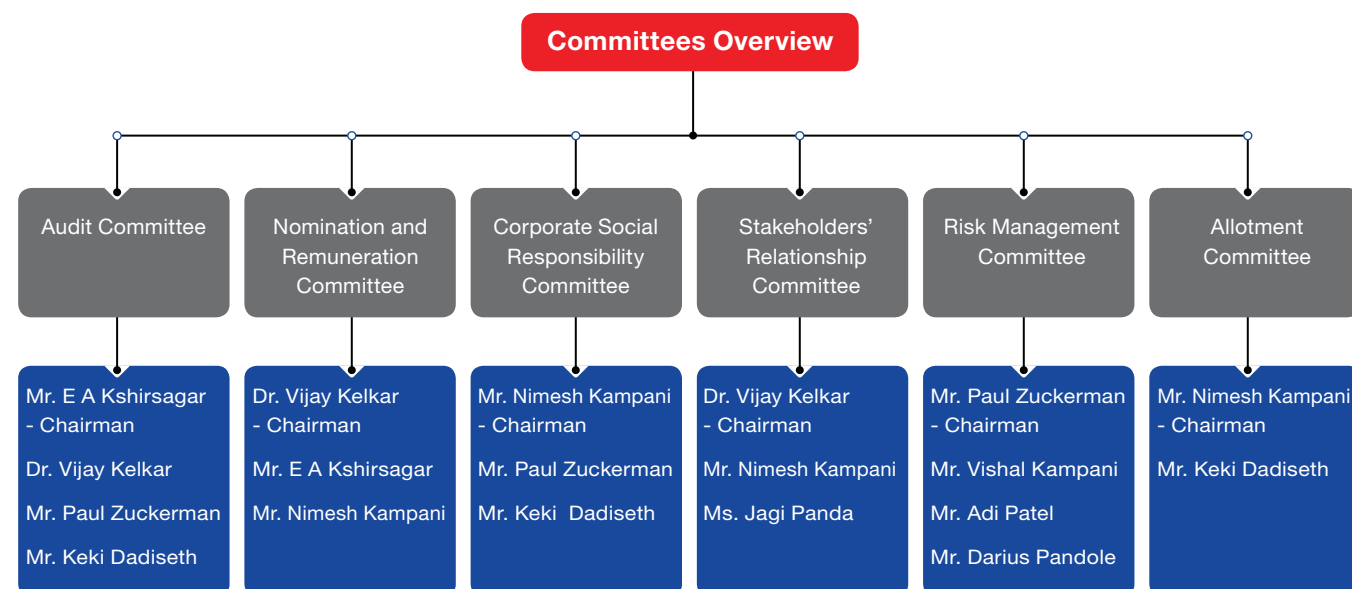 Committees Overview
Audit Committee
Nomination and
Remuneration
Committee
Corporate Social
Responsibility
Committee
Stakeholders’
Relationship
Committee
Risk Management
Committee
Allotment
Committee
Mr. E A Kshirsagar
- Chairman
Dr. Vijay Kelkar
Mr. Paul Zuckerman
Mr. Keki Dadiseth
Dr. Vijay Kelkar
- Chairman
Mr. E A Kshirsagar
Mr. Nimesh Kampani
Mr. Nimesh Kampani
- Chairman
Mr. Paul Zuckerman
Mr. Keki  Dadiseth
Dr. Vijay Kelkar
- Chairman
Mr. Nimesh Kampani
Ms. Jagi Panda
Mr. Paul Zuckerman
- Chairman
Mr. Vishal Kampani
Mr. Adi Patel
Mr. Darius Pandole
Mr. Nimesh Kampani
- Chairman
Mr. Keki Dadiseth